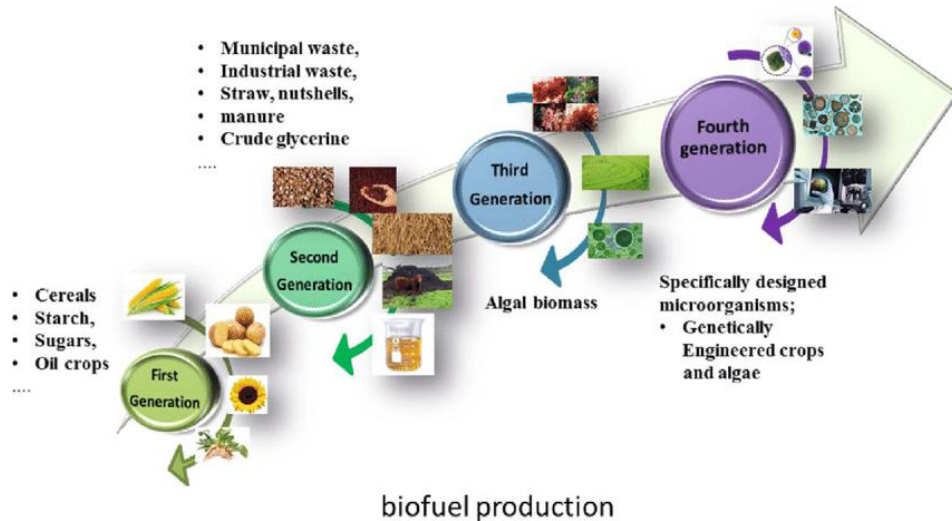 • Municipal waste,
• Industrial waste,
• Straw, nutshells,
• manure
• Crude glycerine
....
Fourth
generation
Third
Generation
Second
Generation
• Cereals
• Starch,
• Sugars,
• Oil crops
....
First
Generation
Algal biomass
Specifically designed
microorganisms;
• Genetically
Engineered crops
and algae
biofuel production